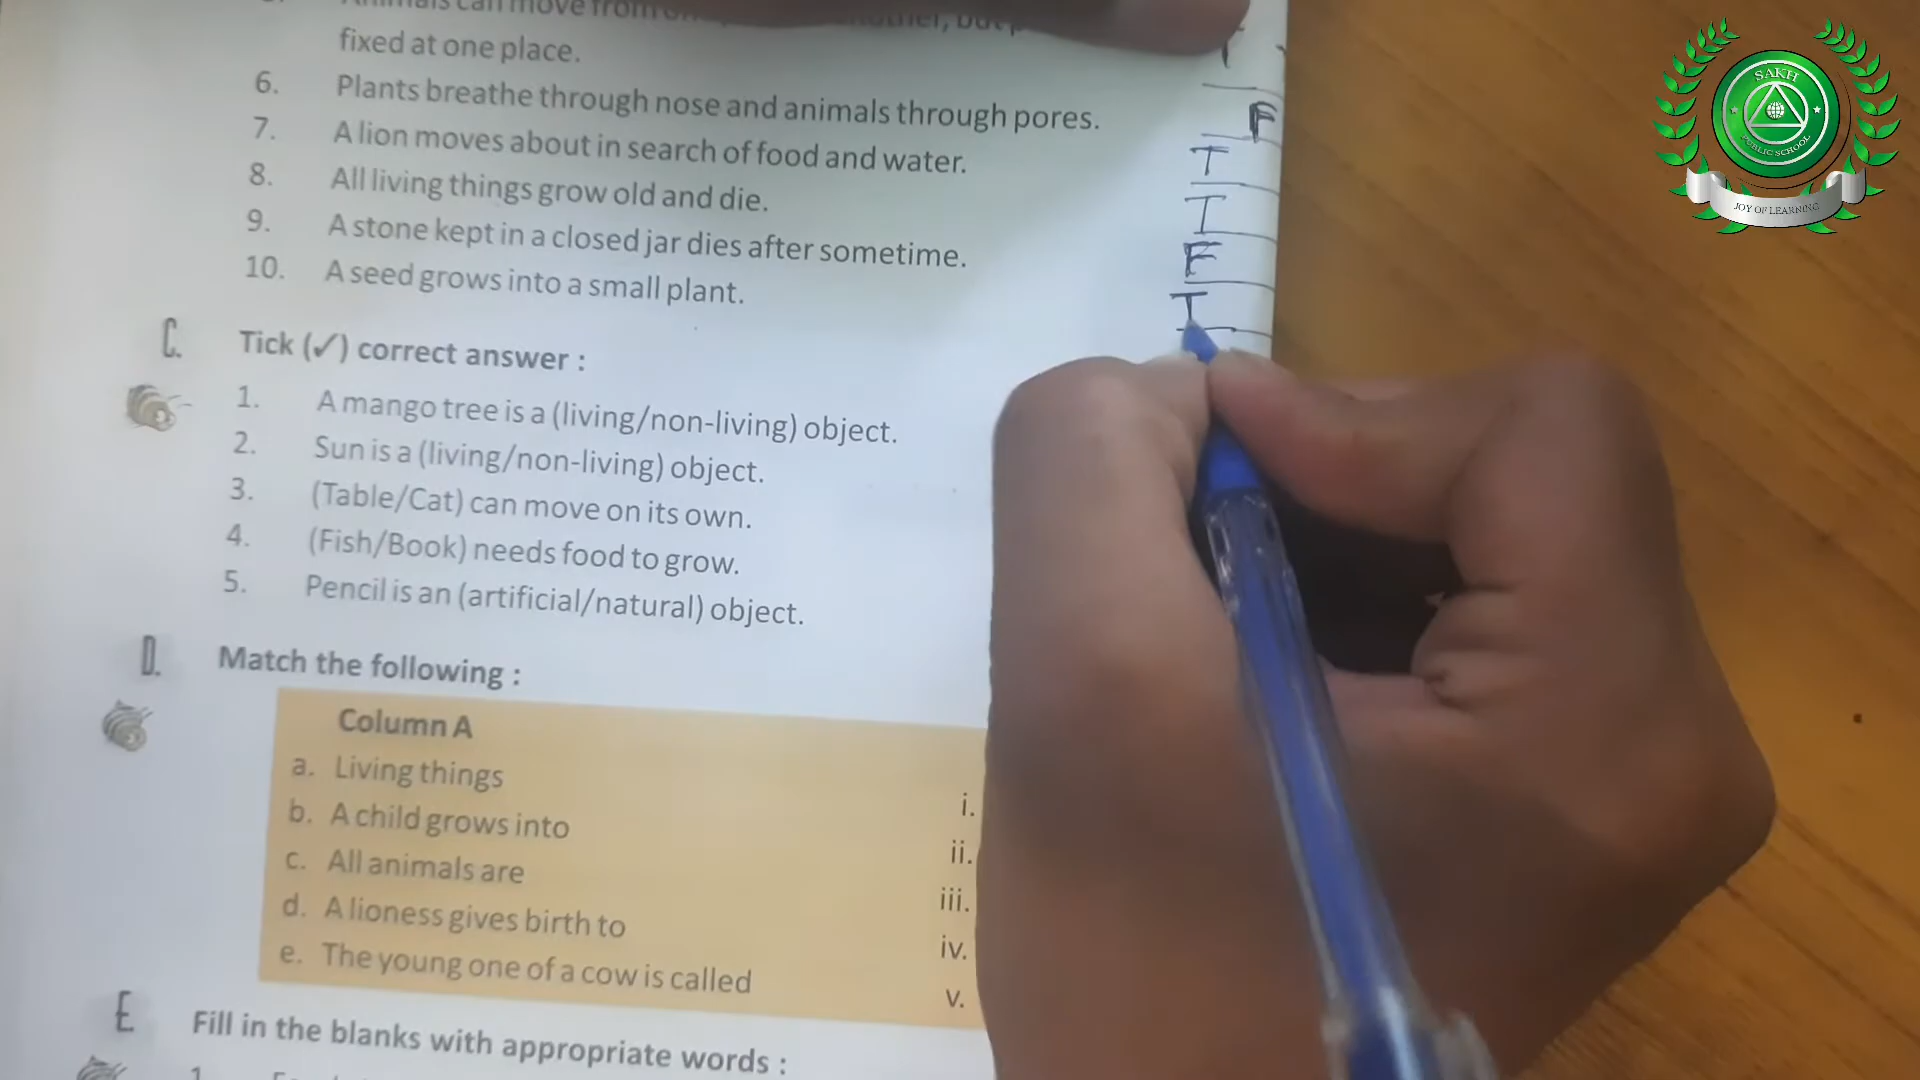 fixed at one place.
6. Plants breathe through nose and animals through pores. F
7. A lion moves about in search of food and water. T
8. All living things grow old and die. T
9. A stone kept in a closed jar dies after sometime. F
10. A seed grows into a small plant. T
C. Tick (✓) correct answer :
1. A mango tree is a (living/non-living) object.
2. Sun is a (living/non-living) object.
3. (Table/Cat) can move on its own.
4. (Fish/Book) needs food to grow.
5. Pencil is an (artificial/natural) object.
D. Match the following :
Column A
a. Living things i.
b. A child grows into ii.
c. All animals are iii.
d. A lioness gives birth to iv.
e. The young one of a cow is called v.
E Fill in the blanks with appropriate words :
SAKH
PUBLIC SCHOOL
JOY OF LEARNING